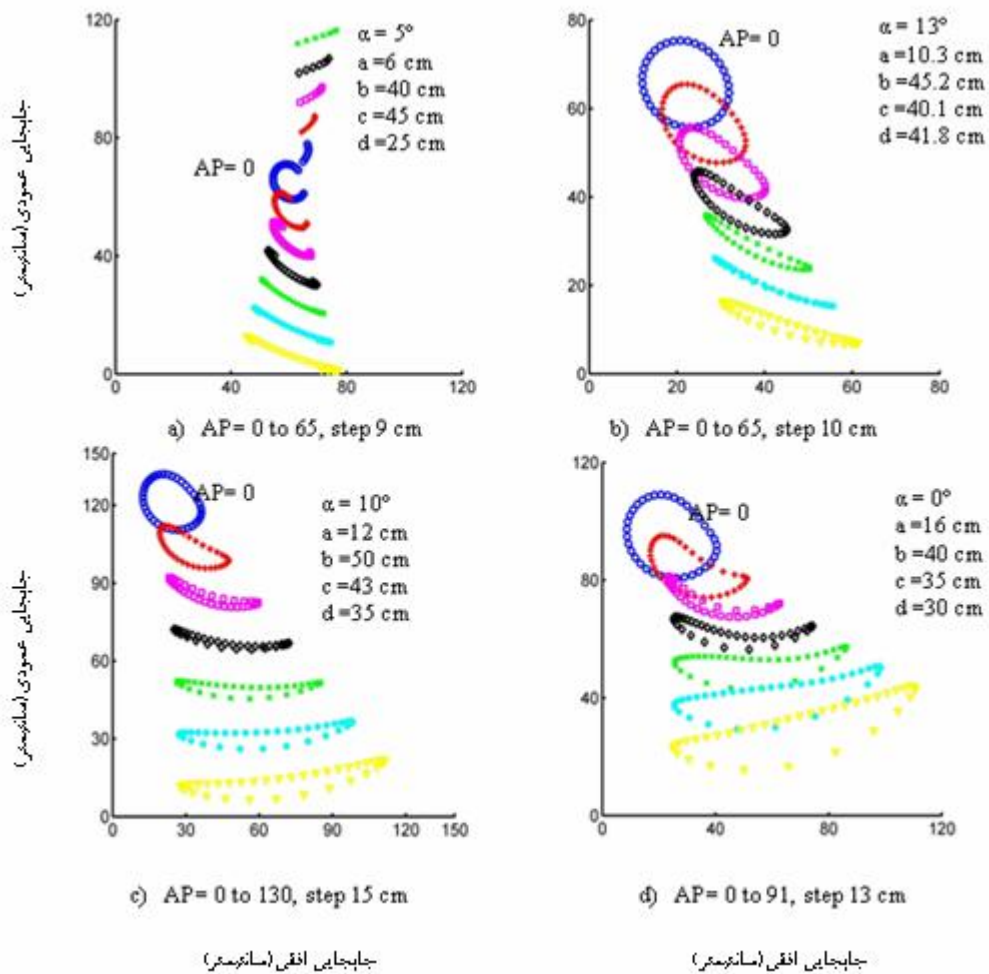 120
80
40
0
0
40
80
120
AP= 0
α = 5°
a =6 cm
b =40 cm
c =45 cm
d =25 cm
a) AP= 0 to 65, step 9 cm
80
60
40
20
0
0
20
40
60
80
AP= 0
α = 13°
a =10.3 cm
b =45.2 cm
c =40.1 cm
d =41.8 cm
b) AP= 0 to 65, step 10 cm
جابجایی عمودی (سانتیمتر)
150
120
90
60
30
0
0
30
60
90
120
150
AP= 0
α = 10°
a =12 cm
b =50 cm
c =43 cm
d =35 cm
c) AP= 0 to 130, step 15 cm
120
80
40
0
0
40
80
120
AP= 0
α = 0°
a =16 cm
b =40 cm
c =35 cm
d =30 cm
d) AP= 0 to 91, step 13 cm
جابجایی عمودی (سانتیمتر)
جابجایی افقی (سانتیمتر)
جابجایی افقی (سانتیمتر)